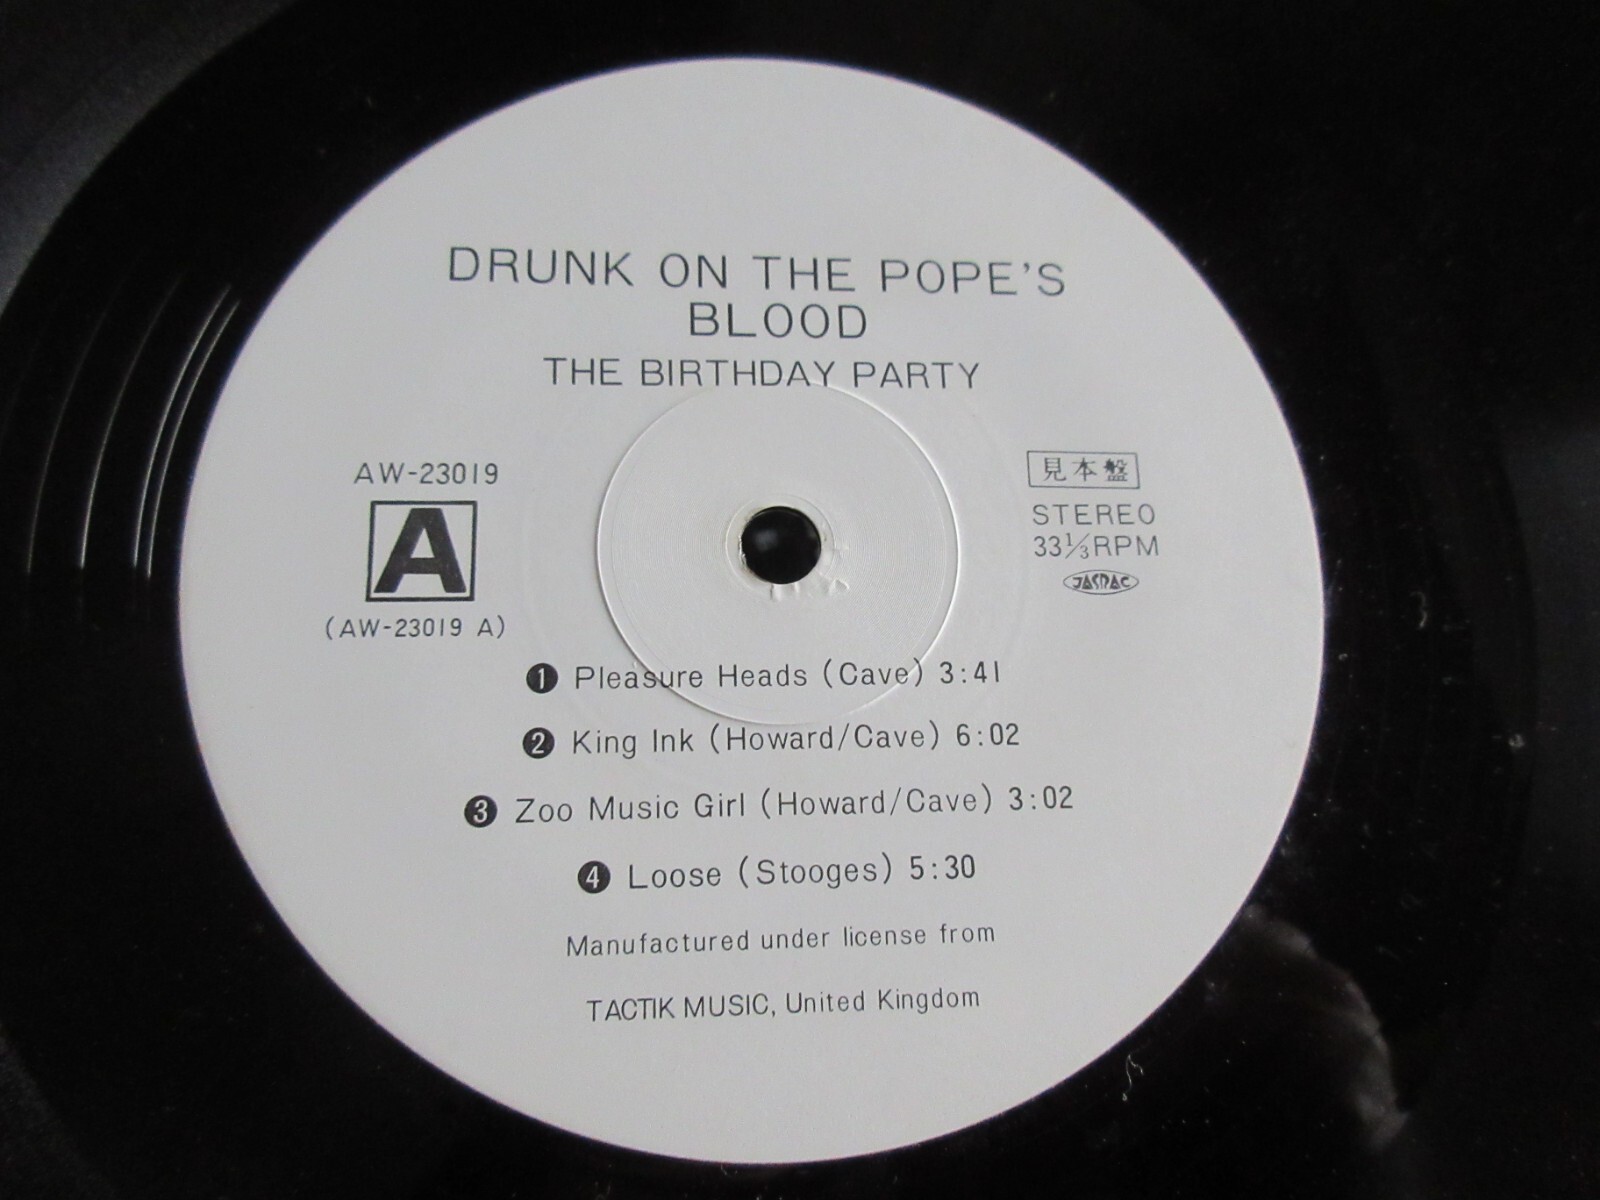 DRUNK ON THE POPE'S
BLOOD
THE BIRTHDAY PARTY
AW-23019
A
(AW-23019 A)
見本盤
STEREO
33⅓RPM
JASRAC
❶ Pleasure Heads (Cave) 3:41
❷ King Ink (Howard/Cave) 6:02
❸ Zoo Music Girl (Howard/Cave) 3:02
❹ Loose (Stooges) 5:30
Manufactured under license from
TACTIK MUSIC, United Kingdom